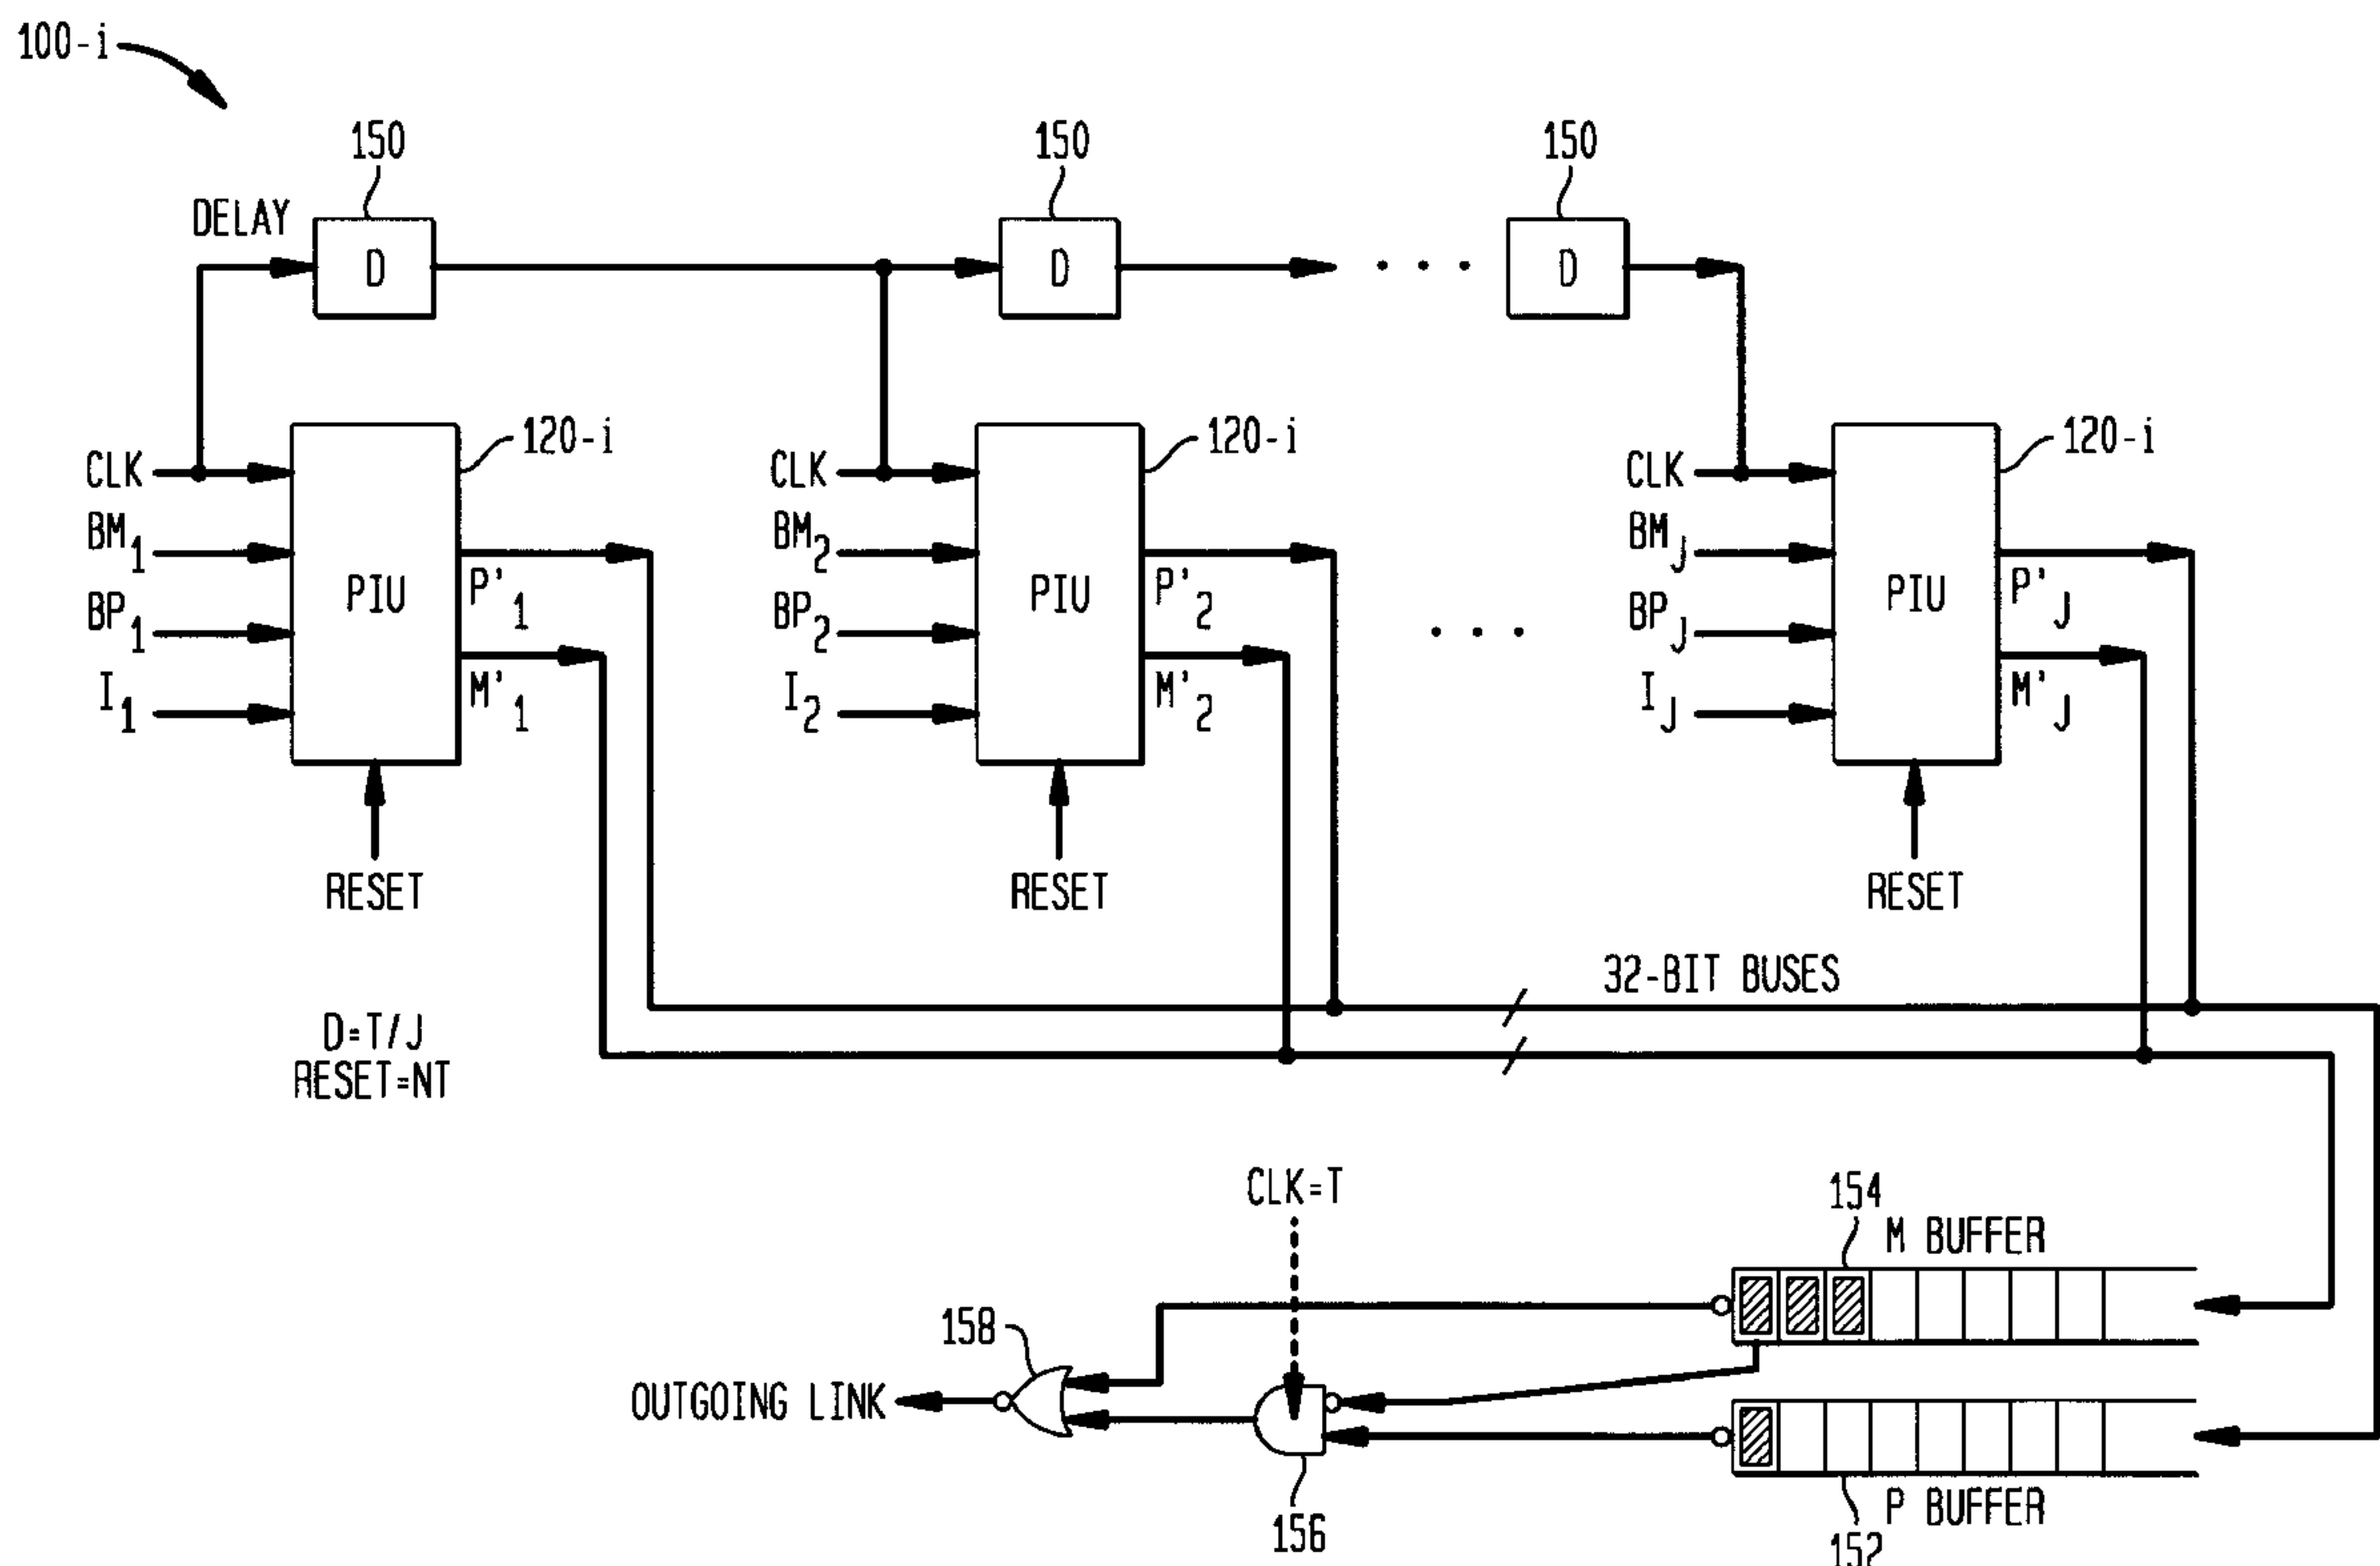 100-i
150
150
150
DELAY
D
D
D
120-i
120-i
120-i
CLK
CLK
CLK
BM1
BM2
BMJ
BP1
BP2
BPJ
I1
I2
IJ
PIU
PIU
PIU
P'1
P'2
P'J
M'1
M'2
M'J
RESET
RESET
RESET
32-BIT BUSES
D=T/J
RESET=NT
CLK=T
154
M BUFFER
158
OUTGOING LINK
156
P BUFFER
152